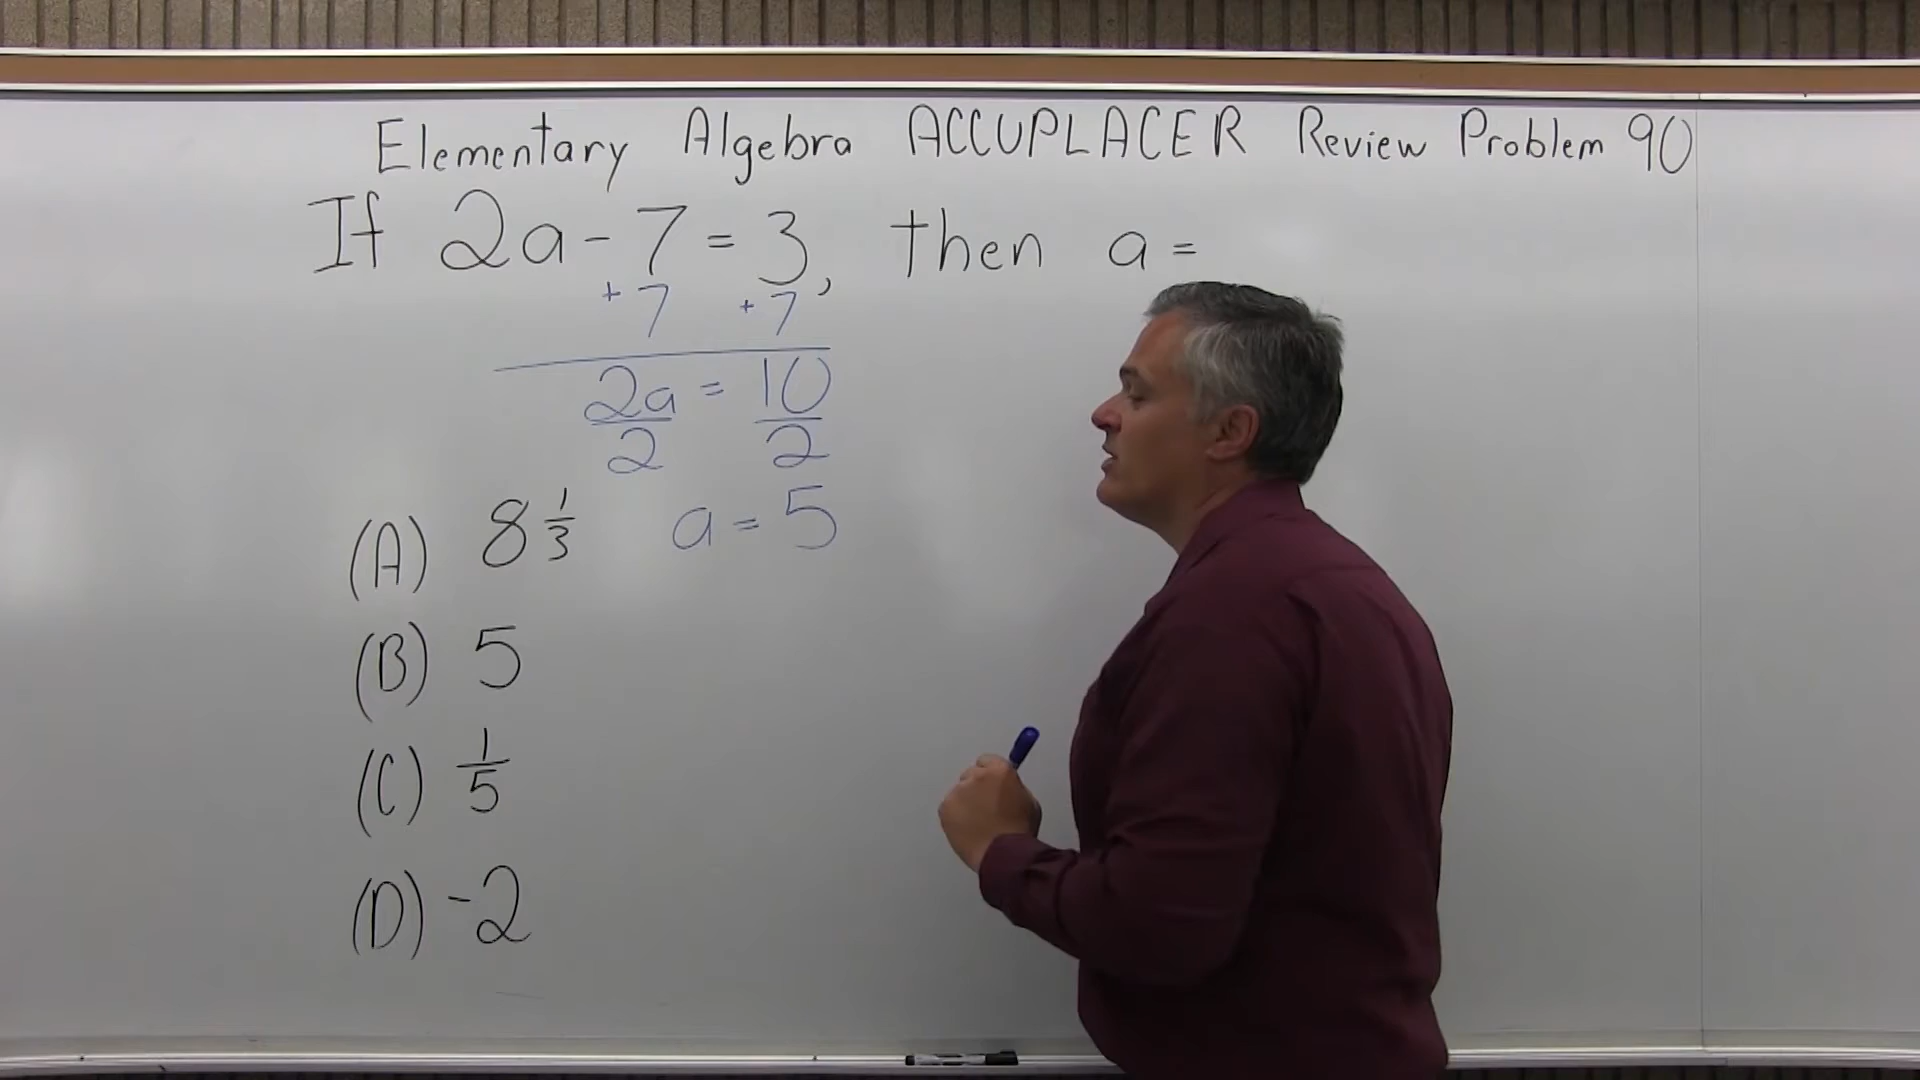 Elementary Algebra ACCUPLACER Review Problem 90
If 2a - 7 = 3, then a =
+ 7 + 7
2a = 10
2 2
a = 5
(A) 8 1/3
(B) 5
(C) 1/5
(D) -2